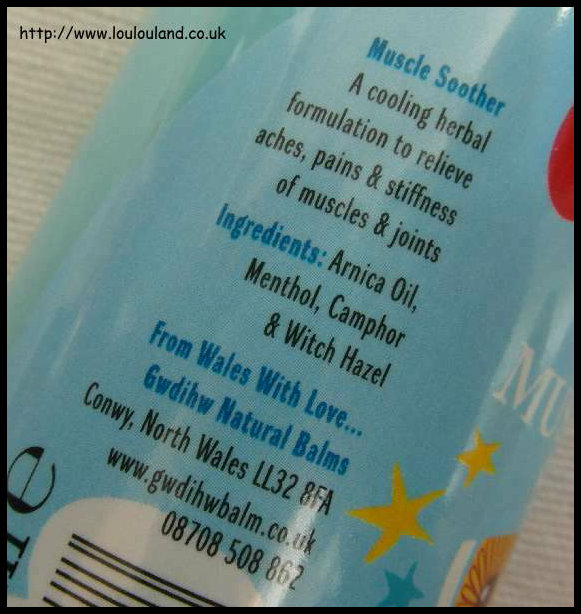 http://www.loulouland.co.uk
Muscle Soother
A cooling herbal
formulation to relieve
aches, pains & stiffness
of muscles & joints
Ingredients: Arnica Oil,
Menthol, Camphor
& Witch Hazel
From Wales With Love...
Gwdihw Natural Balms
Conwy, North Wales LL32 8FA
www.gwdihwbalm.co.uk
08708 508 862